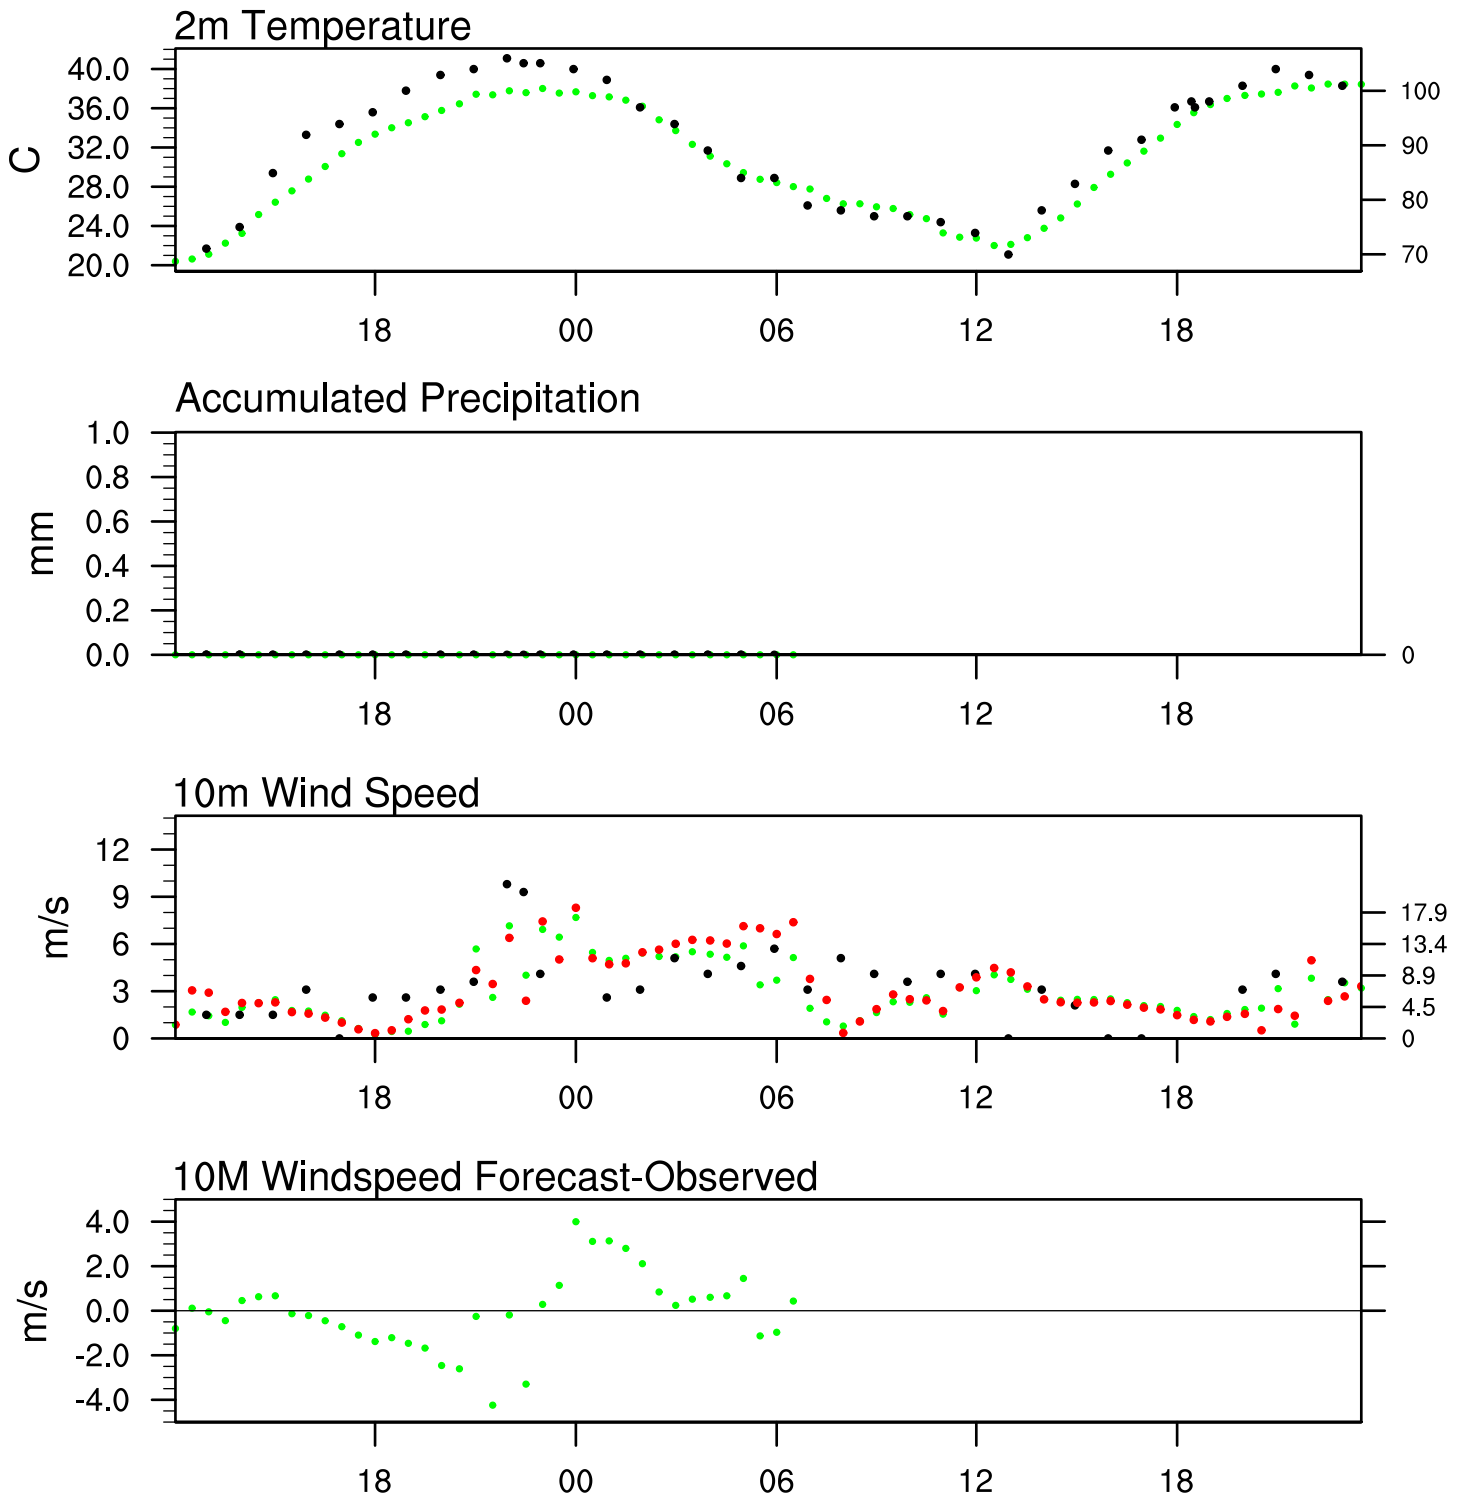 2m Temperature
40.0
36.0
32.0
28.0
24.0
20.0
C
100
90
80
70
18 00 06 12 18
Accumulated Precipitation
1.0
0.8
0.6
0.4
0.2
0.0
mm
0
18 00 06 12 18
10m Wind Speed
12
9
6
3
0
m/s
17.9
13.4
8.9
4.5
0
18 00 06 12 18
10M Windspeed Forecast-Observed
4.0
2.0
0.0
-2.0
-4.0
m/s
18 00 06 12 18